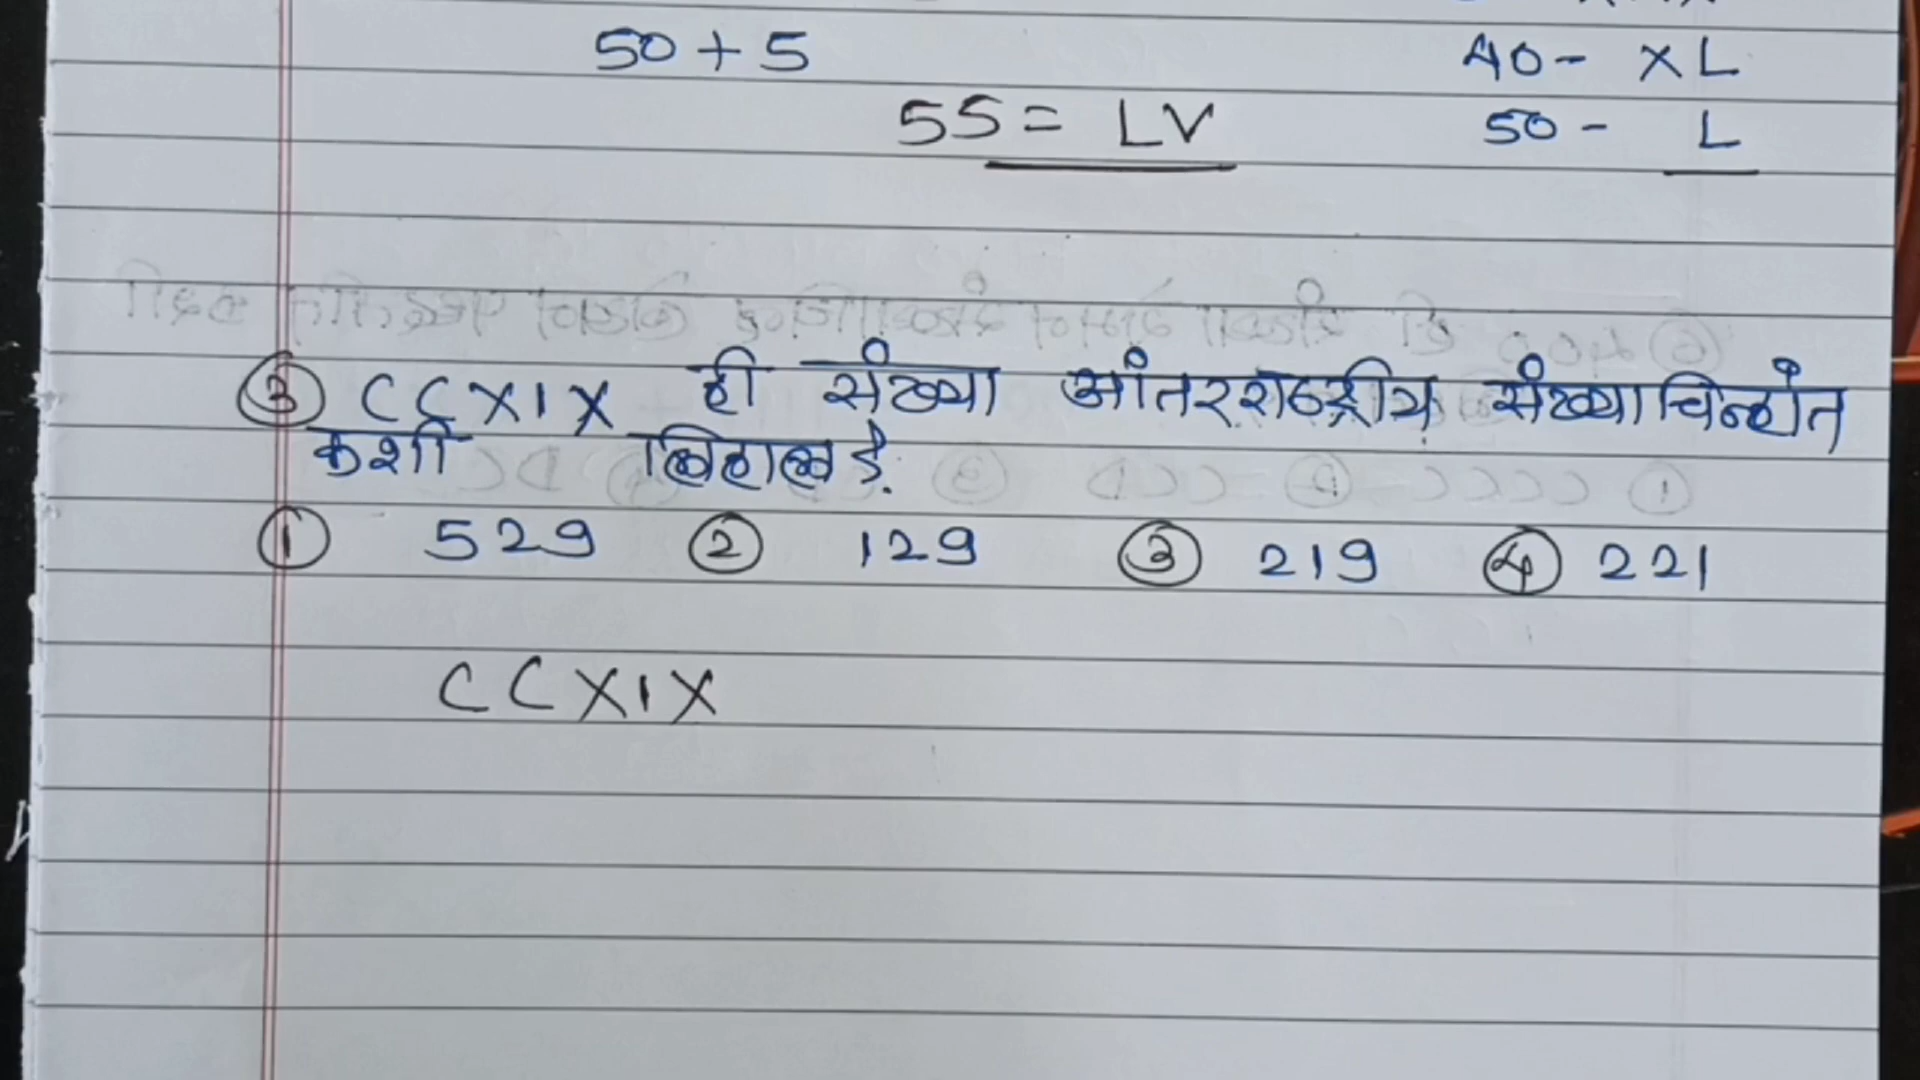 50 + 5
40 - XL
55 = LV
50 - L
③ CCXIX ही संख्या आंतरराष्ट्रीय संख्याचिन्हांत
कशी लिहाल हे.
① 529 ② 129 ③ 219 ④ 221
CCXIX